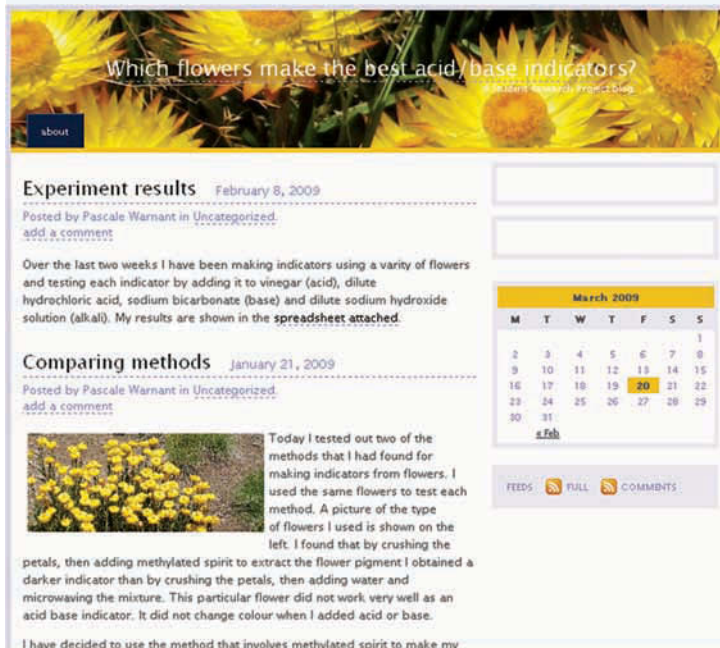 Which flowers make the best acid/base indicators?
A Student Research Project blog
about
Experiment results February 8, 2009
Posted by Pascale Warnant in Uncategorized.
add a comment
Over the last two weeks I have been making indicators using a varity of flowers
and testing each indicator by adding it to vinegar (acid), dilute
hydrochloric acid, sodium bicarbonate (base) and dilute sodium hydroxide
solution (alkali). My results are shown in the spreadsheet attached.
Comparing methods January 21, 2009
Posted by Pascale Warnant in Uncategorized.
add a comment
Today I tested out two of the
methods that I had found for
making indicators from flowers. I
used the same flowers to test each
method. A picture of the type
of flowers I used is shown on the
left. I found that by crushing the
petals, then adding methylated spirit to extract the flower pigment I obtained a
darker indicator than by crushing the petals, then adding water and
microwaving the mixture. This particular flower did not work very well as an
acid base indicator. It did not change colour when I added acid or base.
I have decided to use the method that involves methylated spirit to make my
March 2009
M T W T F S S
1
2 3 4 5 6 7 8
9 10 11 12 13 14 15
16 17 18 19 20 21 22
23 24 25 26 27 28 29
30 31
« Feb
FEEDS FULL COMMENTS